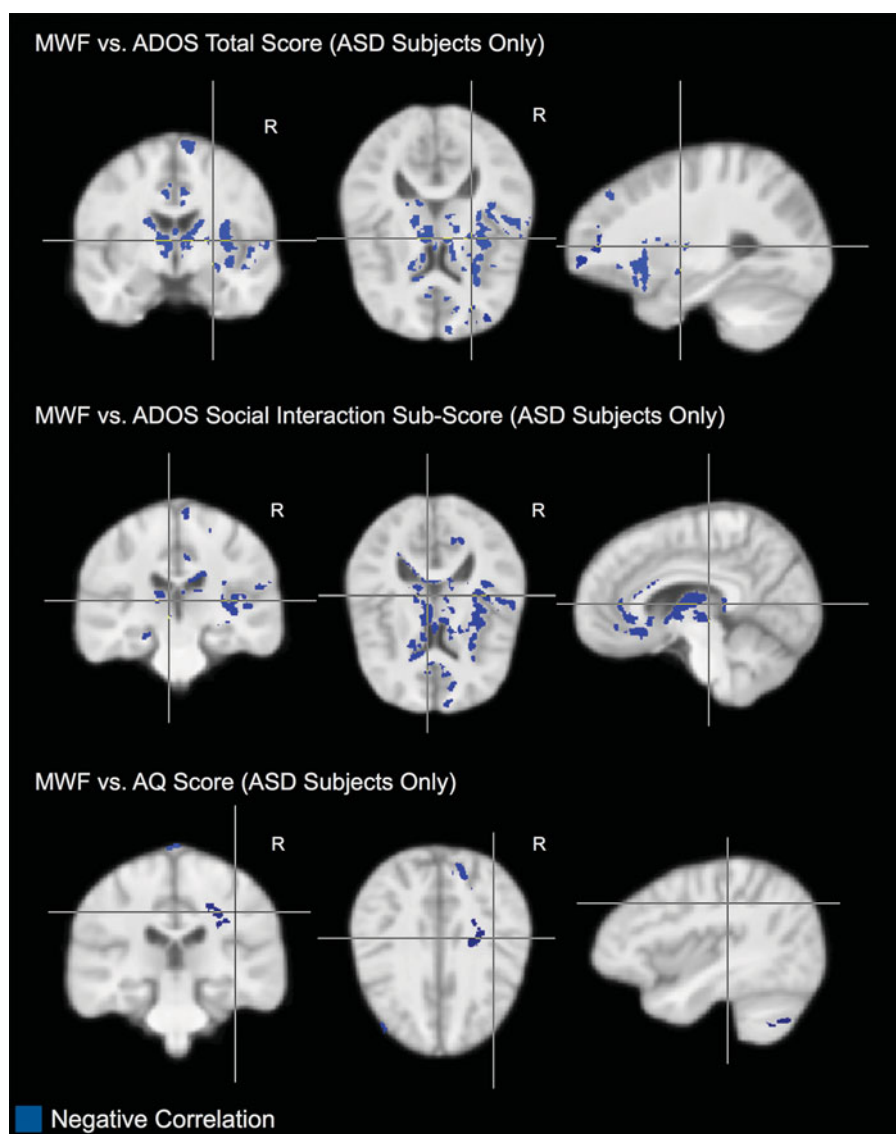 MWF vs. ADOS Total Score (ASD Subjects Only)
R
R
MWF vs. ADOS Social Interaction Sub-Score (ASD Subjects Only)
R
R
MWF vs. AQ Score (ASD Subjects Only)
R
R
Negative Correlation